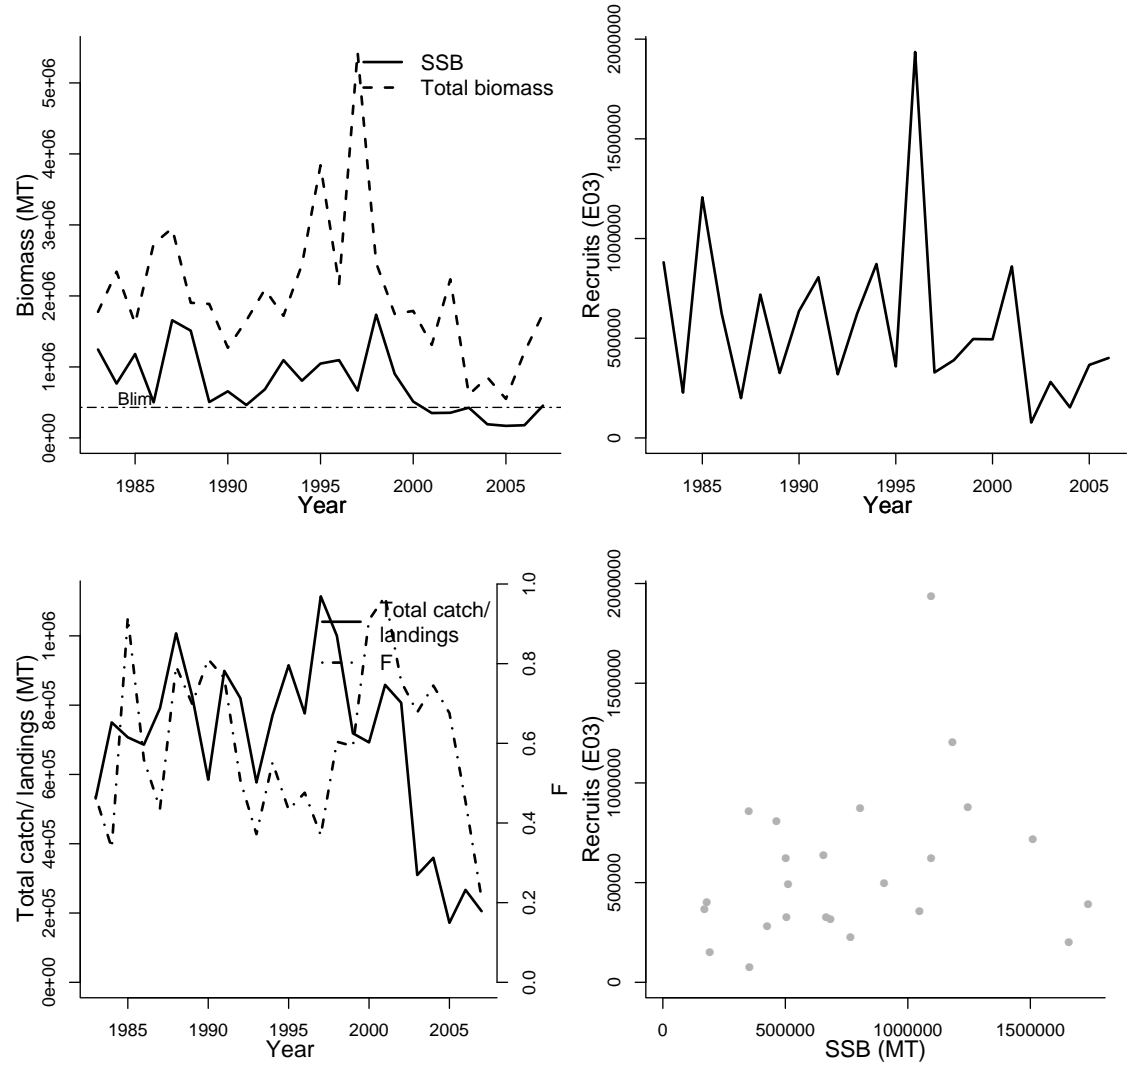 SSB
Total biomass
5e+06
4e+06
3e+06
2e+06
1e+06
0e+00
Biomass (MT)
Blim
1985 1990 1995 2000 2005
Year
2000000
1500000
1000000
500000
0
Recruits (E03)
1985 1990 1995 2000 2005
Year
Total catch/
landings
F
1e+06
8e+05
6e+05
4e+05
2e+05
0e+00
Total catch/ landings (MT)
1.0
0.8
0.6
0.4
0.2
0.0
F
1985 1990 1995 2000 2005
Year
2000000
1500000
1000000
500000
0
Recruits (E03)
0 500000 1000000 1500000
SSB (MT)